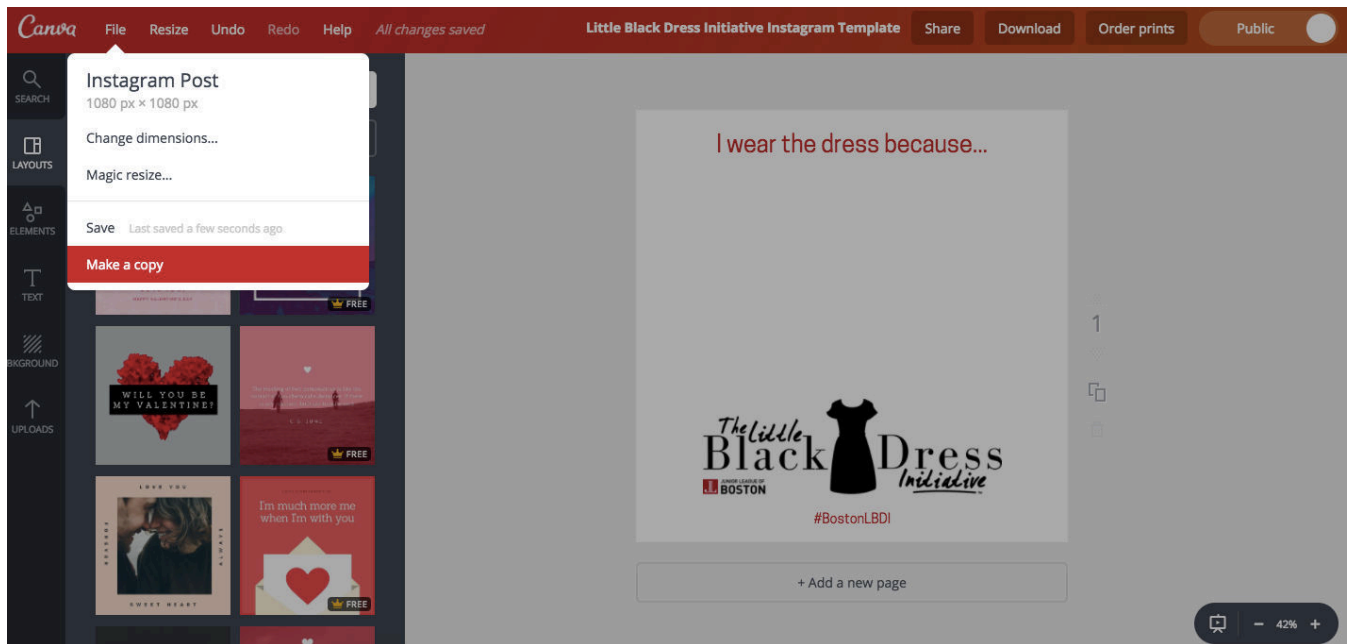 Canva File Resize Undo Redo Help All changes saved Little Black Dress Initiative Instagram Template Share Download Order prints Public
SEARCH
LAYOUTS
ELEMENTS
TEXT
BKGROUND
UPLOADS
Instagram Post
1080 px × 1080 px
Change dimensions...
Magic resize...
Save Last saved a few seconds ago
Make a copy
HAPPY VALENTINE'S DAY
FREE
WILL YOU BE
MY VALENTINE?
FREE
LOVE YOU
ALWAYS
SWEET HEART
I'm much more me
when I'm with you
FREE
I wear the dress because...
The Little
Black Dress
Initiative
JUNIOR LEAGUE OF
BOSTON
#BostonLBDI
+ Add a new page
1
− 42% +